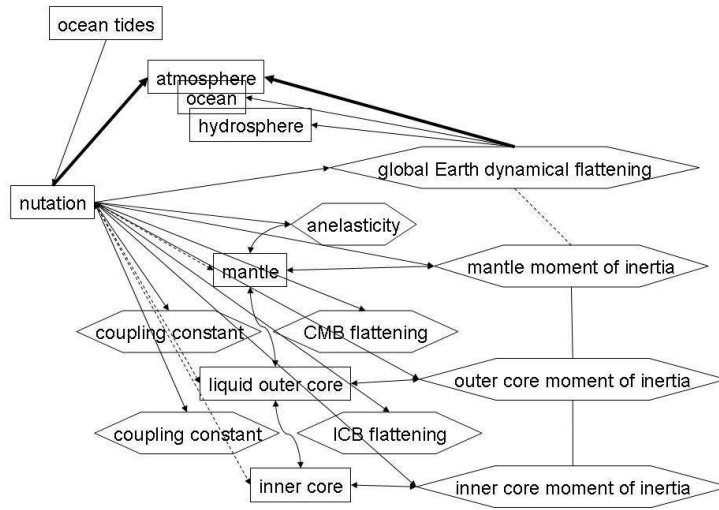 ocean tides
atmosphere
ocean
hydrosphere
global Earth dynamical flattening
nutation
anelasticity
mantle
mantle moment of inertia
coupling constant
CMB flattening
liquid outer core
outer core moment of inertia
coupling constant
ICB flattening
inner core
inner core moment of inertia